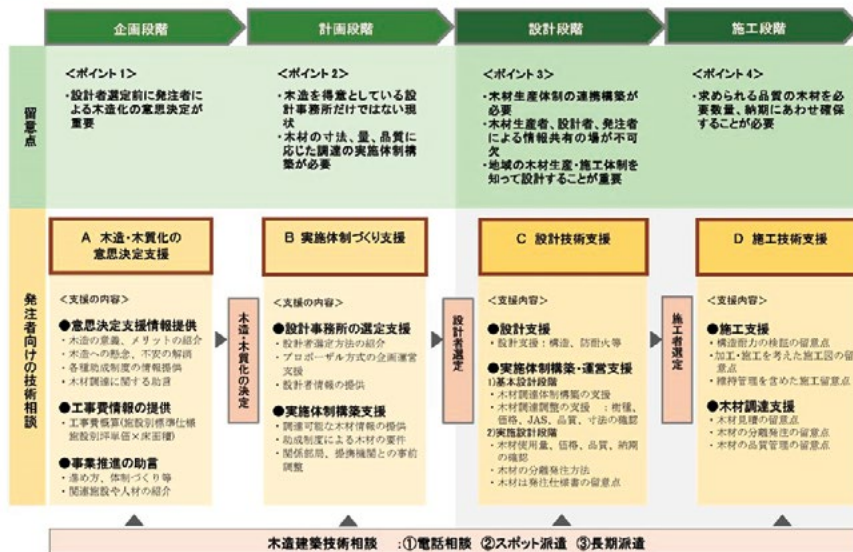 企画段階
計画段階
設計段階
施工段階
留意点
<ポイント1>
・設計者選定前に発注者に
よる木造化の意思決定が
重要
<ポイント2>
・木造を得意としている設
計事務所だけではない現
状
・木材の寸法、量、品質に
応じた調達の実施体制構
築が必要
<ポイント3>
・木材生産体制の連携構築が
必要
・木材生産者、設計者、発注者
による情報共有の場が不可
欠
・地域の木材生産・施工体制を
知って設計することが重要
<ポイント4>
・求められる品質の木材を必
要数量、納期にあわせ確保
することが必要
発注者向けの技術相談
A 木造・木質化の
意思決定支援
<支援の内容>
●意思決定支援情報提供
・木造の意義、メリットの紹介
・木造への懸念、不安の解消
・各種助成制度の情報提供
・木材調達に関する助言
●工事費情報の提供
・工事費概算(施設別標準仕様
施設別坪単価×床面積)
●事業推進の助言
・進め方、体制づくり等
・関連施設や人材の紹介
木造・木質化の決定
B 実施体制づくり支援
<支援の内容>
●設計事務所の選定支援
・設計者選定方法の紹介
・プロポーザル方式の企画運営
支援
・設計者情報の提供
●実施体制構築支援
・調達可能な木材情報の提供
・助成制度による木材の要件
・関係部局、提携機関との事前
調整
設計者選定
C 設計技術支援
<支援内容>
●設計支援
・設計支援:構造、防耐火等
●実施体制構築・運営支援
1)基本設計段階
・木材調達体制構築の支援
・木材調達調整の支援 :樹種、
価格、JAS、品質、寸法の確認
2)実施設計段階
・木材使用量、価格、品質、納期
の確認
・木材の分離発注方法
・木材は発注仕様書の留意点
施工者選定
D 施工技術支援
<支援内容>
●施工支援
・構造耐力の検証の留意点
・加工・施工を考えた施工図の留
意点
・維持管理を含めた施工留意点
●木材調達支援
・木材見積の留意点
・木材の分離発注の留意点
・木材の品質管理の留意点
木造建築技術相談 :①電話相談 ②スポット派遣 ③長期派遣